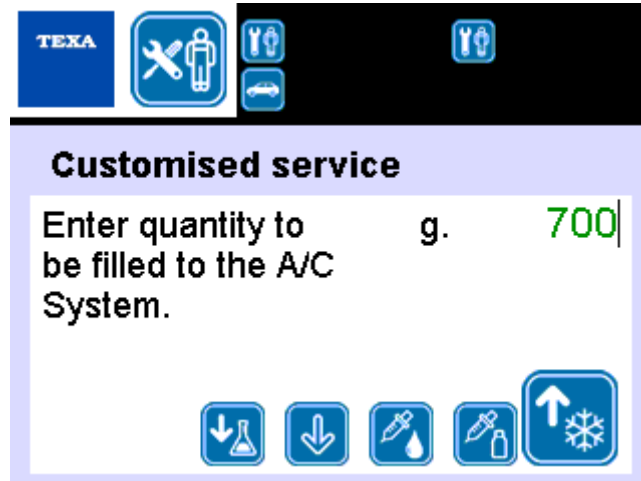 TEXA
Customised service
Enter quantity to g. 700
be filled to the A/C
System.